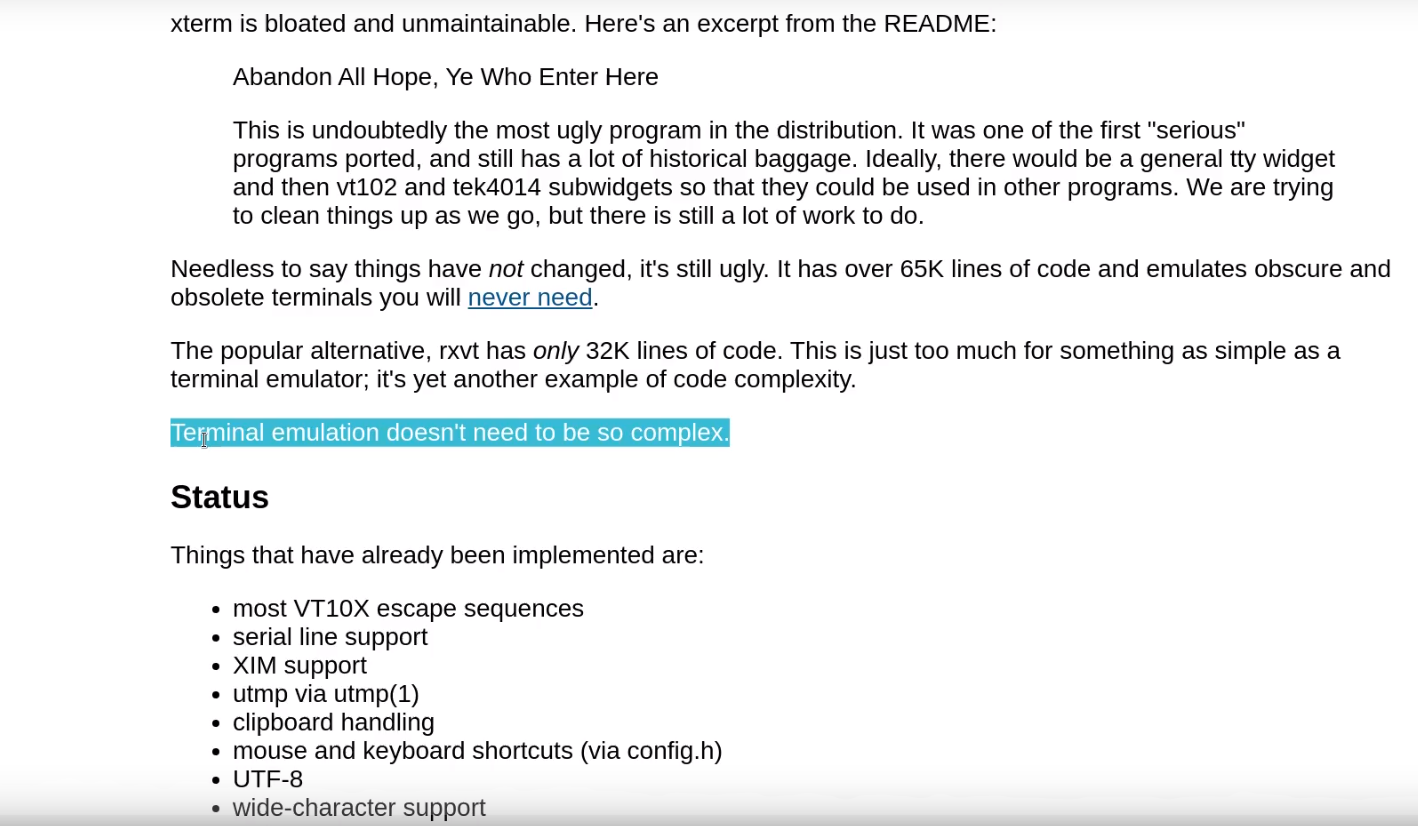 xterm is bloated and unmaintainable. Here's an excerpt from the README:
Abandon All Hope, Ye Who Enter Here
This is undoubtedly the most ugly program in the distribution. It was one of the first "serious"
programs ported, and still has a lot of historical baggage. Ideally, there would be a general tty widget
and then vt102 and tek4014 subwidgets so that they could be used in other programs. We are trying
to clean things up as we go, but there is still a lot of work to do.
Needless to say things have not changed, it's still ugly. It has over 65K lines of code and emulates obscure and
obsolete terminals you will never need.
The popular alternative, rxvt has only 32K lines of code. This is just too much for something as simple as a
terminal emulator; it's yet another example of code complexity.
Terminal emulation doesn't need to be so complex.
Status
Things that have already been implemented are:
• most VT10X escape sequences
• serial line support
• XIM support
• utmp via utmp(1)
• clipboard handling
• mouse and keyboard shortcuts (via config.h)
• UTF-8
• wide-character support